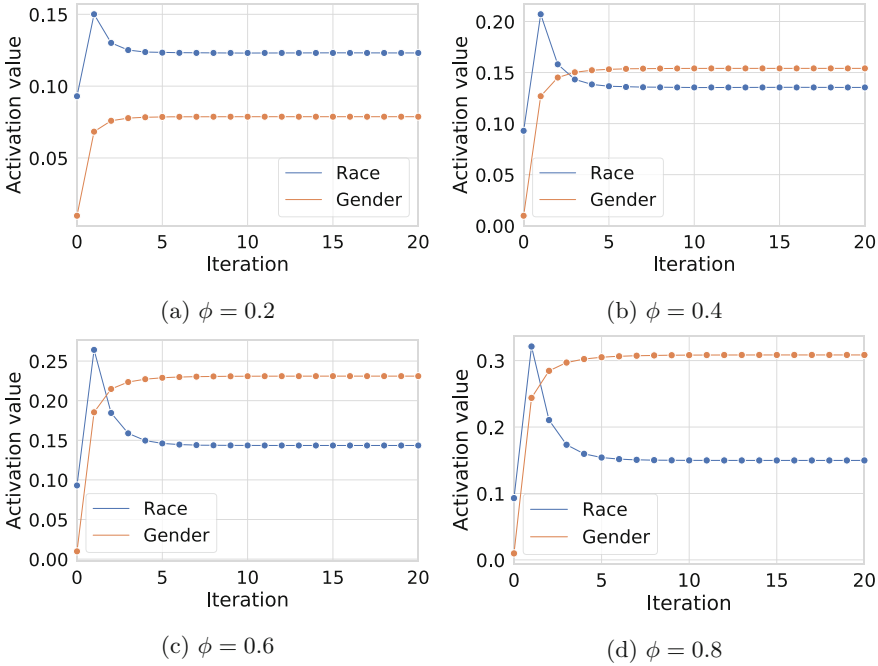 0.15
0.10
0.05
Activation value
Race
Gender
0 5 10 15 20
Iteration
(a) ϕ = 0.2
0.20
0.15
0.10
0.05
0.00
Activation value
Race
Gender
0 5 10 15 20
Iteration
(b) ϕ = 0.4
0.25
0.20
0.15
0.10
0.05
0.00
Activation value
Race
Gender
0 5 10 15 20
Iteration
(c) ϕ = 0.6
0.3
0.2
0.1
0.0
Activation value
Race
Gender
0 5 10 15 20
Iteration
(d) ϕ = 0.8